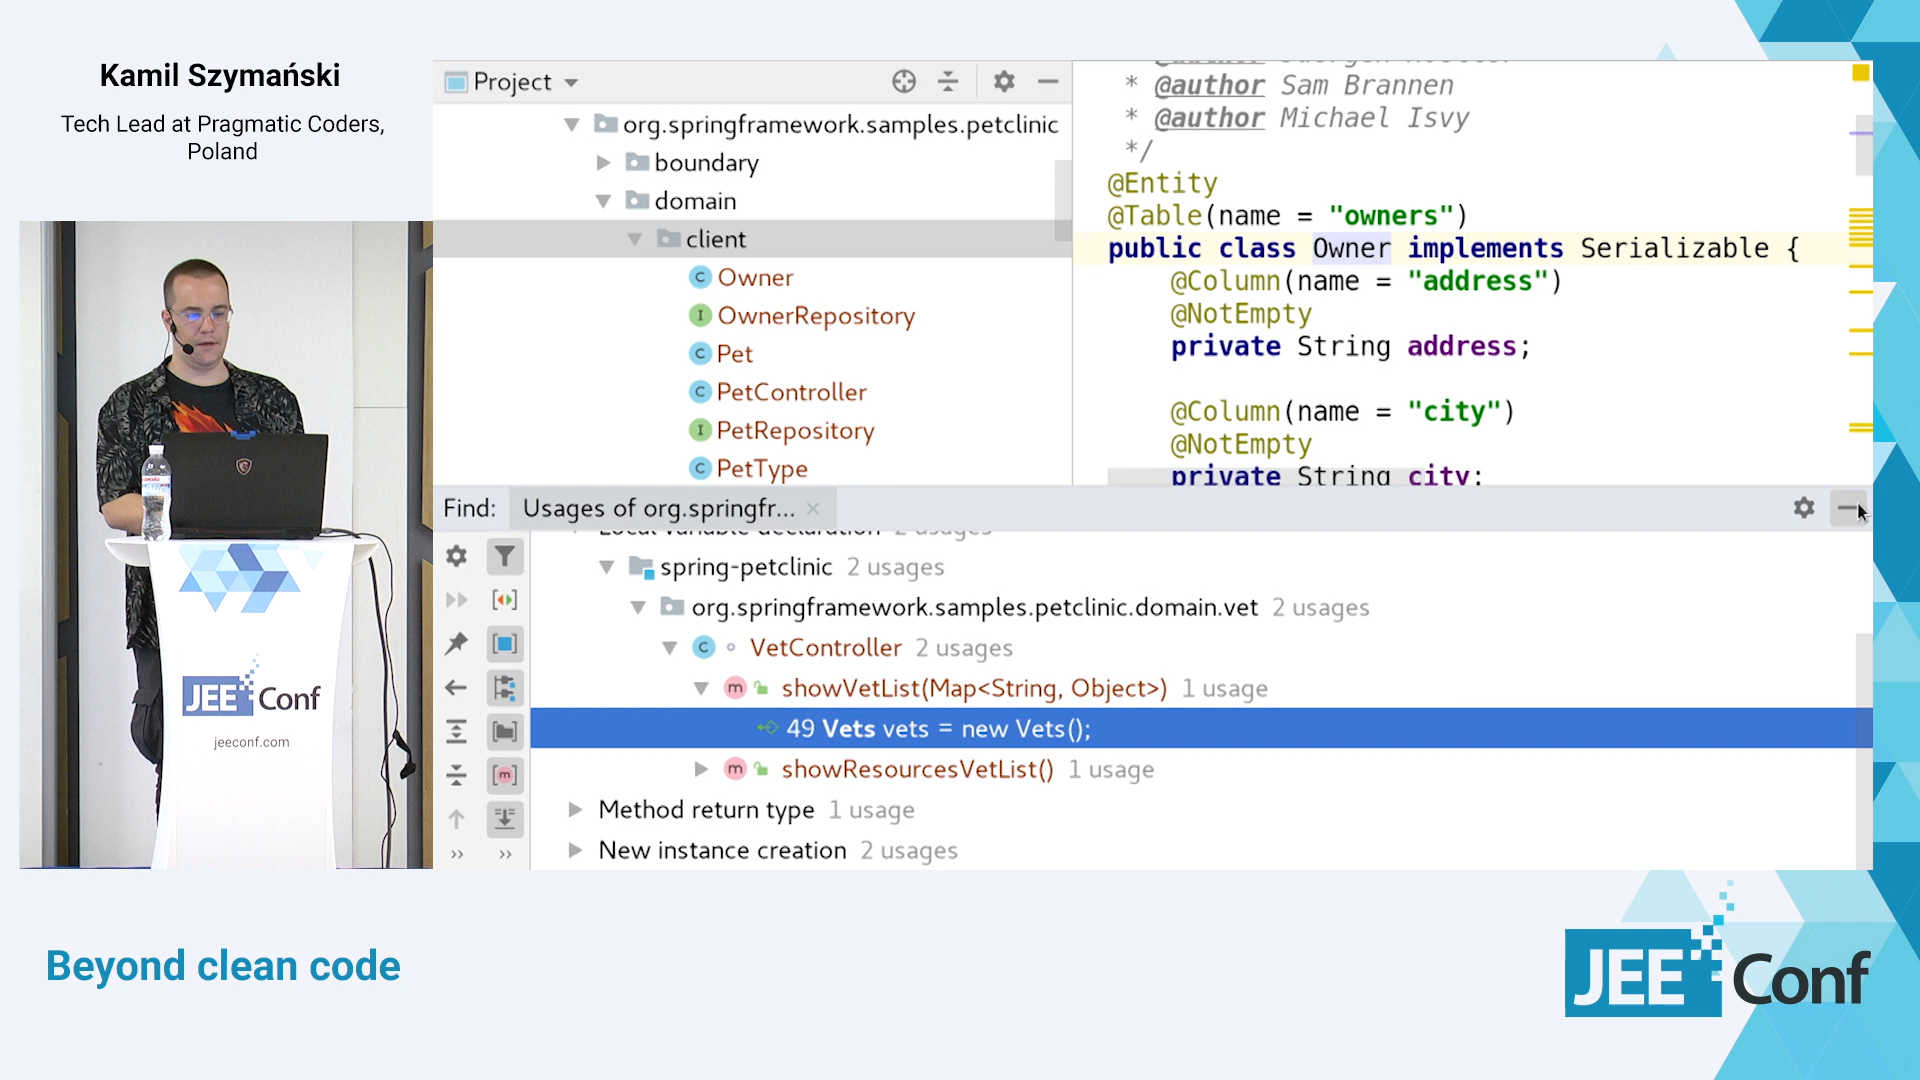 Kamil Szymański
Tech Lead at Pragmatic Coders,
Poland
Project
org.springframework.samples.petclinic
boundary
domain
client
C Owner
I OwnerRepository
C Pet
C PetController
I PetRepository
C PetType
* @author Sam Brannen
* @author Michael Isvy
*/
@Entity
@Table(name = "owners")
public class Owner implements Serializable {
@Column(name = "address")
@NotEmpty
private String address;
@Column(name = "city")
@NotEmpty
private String city;
Find: Usages of org.springfr... ×
Local variable declaration 2 usages
spring-petclinic 2 usages
org.springframework.samples.petclinic.domain.vet 2 usages
C VetController 2 usages
m showVetList(Map<String, Object>) 1 usage
49 Vets vets = new Vets();
m showResourcesVetList() 1 usage
Method return type 1 usage
New instance creation 2 usages
JEE Conf
jeeconf.com
Beyond clean code
JEE Conf